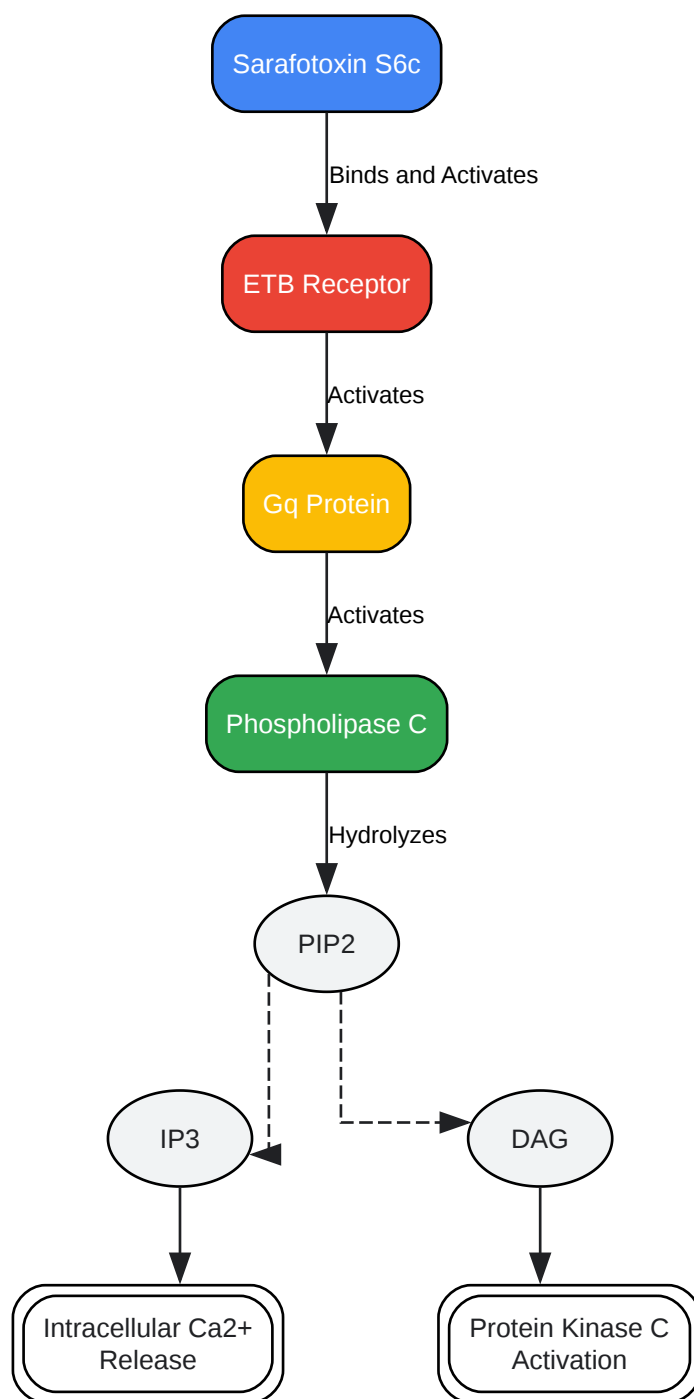 Sarafotoxin S6c
Binds and Activates
ETB Receptor
Activates
Gq Protein
Activates
Phospholipase C
Hydrolyzes
PIP2
IP3
DAG
Intracellular Ca2+
Release
Protein Kinase C
Activation